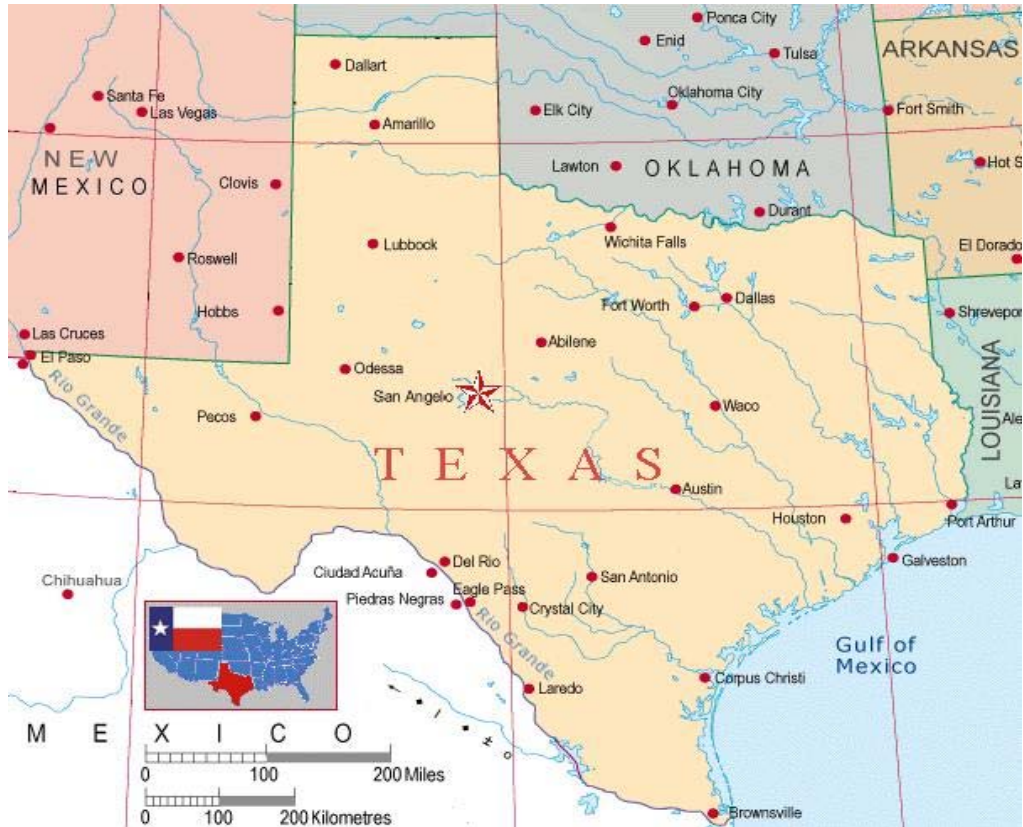 Ponca City
Enid
Tulsa
ARKANSAS
Dallart
Santa Fe
Las Vegas
Elk City
Oklahoma City
Fort Smith
Amarillo
NEW
MEXICO
Lawton
OKLAHOMA
Hot S
Clovis
Durant
Lubbock
Wichita Falls
El Dorado
Roswell
Hobbs
Fort Worth
Dallas
Shrevepor
Las Cruces
El Paso
Abilene
Odessa
Rio Grande
San Angelo
Pecos
Waco
LOUISIANA
Ale
TEXAS
Austin
La
Houston
Port Arthur
Galveston
Chihuahua
Ciudad Acuña
Del Rio
San Antonio
Piedras Negras
Eagle Pass
Crystal City
Rio Grande
Gulf of
Mexico
Laredo
Corpus Christi
MEXICO
0 100 200 Miles
0 100 200 Kilometres
Brownsville